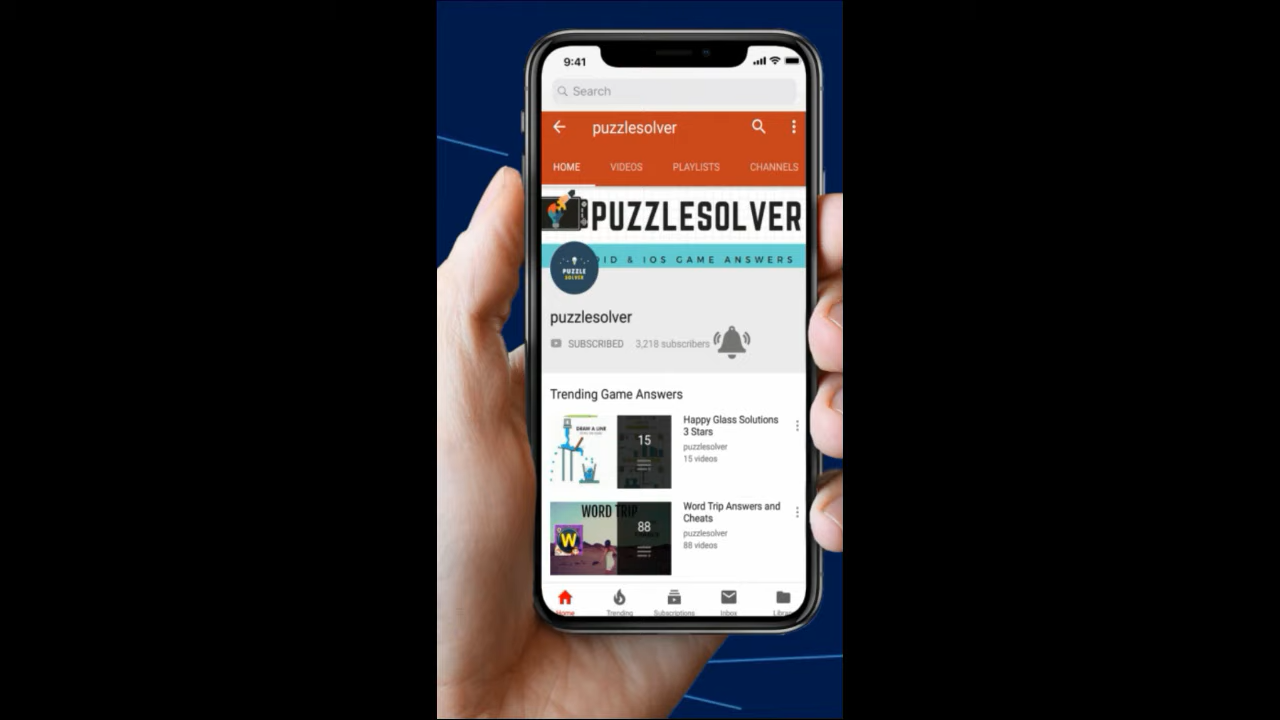 9:41
Search
puzzlesolver
HOME VIDEOS PLAYLISTS CHANNELS
PUZZLESOLVER
OID & IOS GAME ANSWERS
PUZZLE
SOLVER
puzzlesolver
SUBSCRIBED 3,218 subscribers
Trending Game Answers
DRAW A LINE
15
Happy Glass Solutions
3 Stars
puzzlesolver
15 videos
WORD TRIP
W
88
Word Trip Answers and
Cheats
puzzlesolver
88 videos
Home Trending Subscriptions Inbox